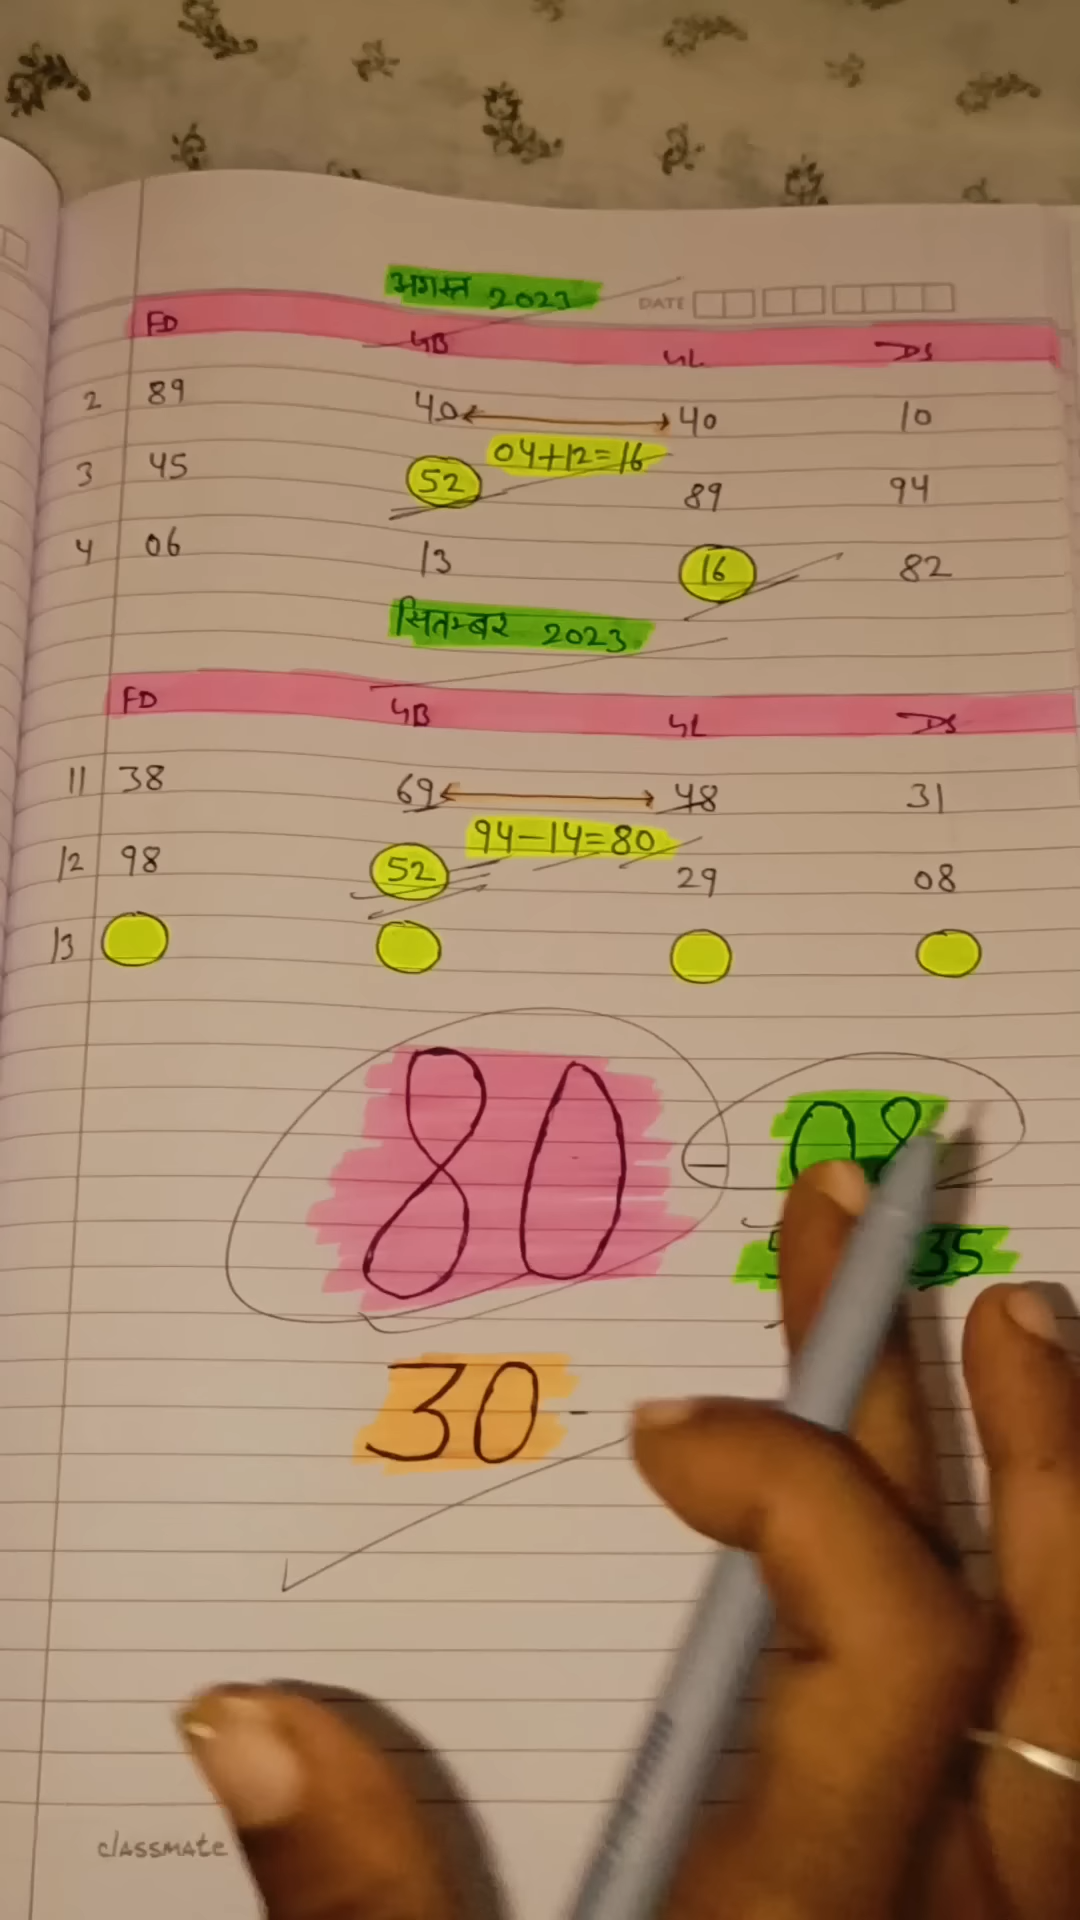 अगस्त 2023
DATE
FD GB GL DS
2 89 40 40 10
04+12=16
3 45 52 89 94
4 06 13 16 82
सितम्बर 2023
FD GB GL DS
11 38 69 48 31
94-14=80
12 98 52 29 08
13
80 - 08
35
30 -
classmate